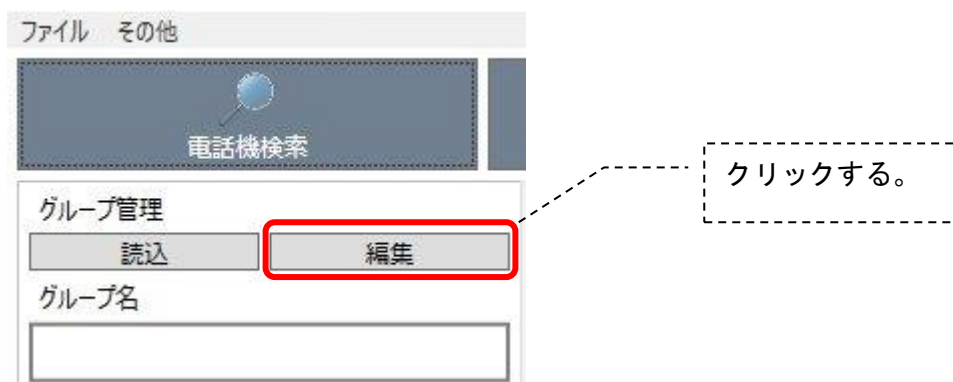 ファイル その他
電話機検索
クリックする。
グループ管理
読込 編集
グループ名